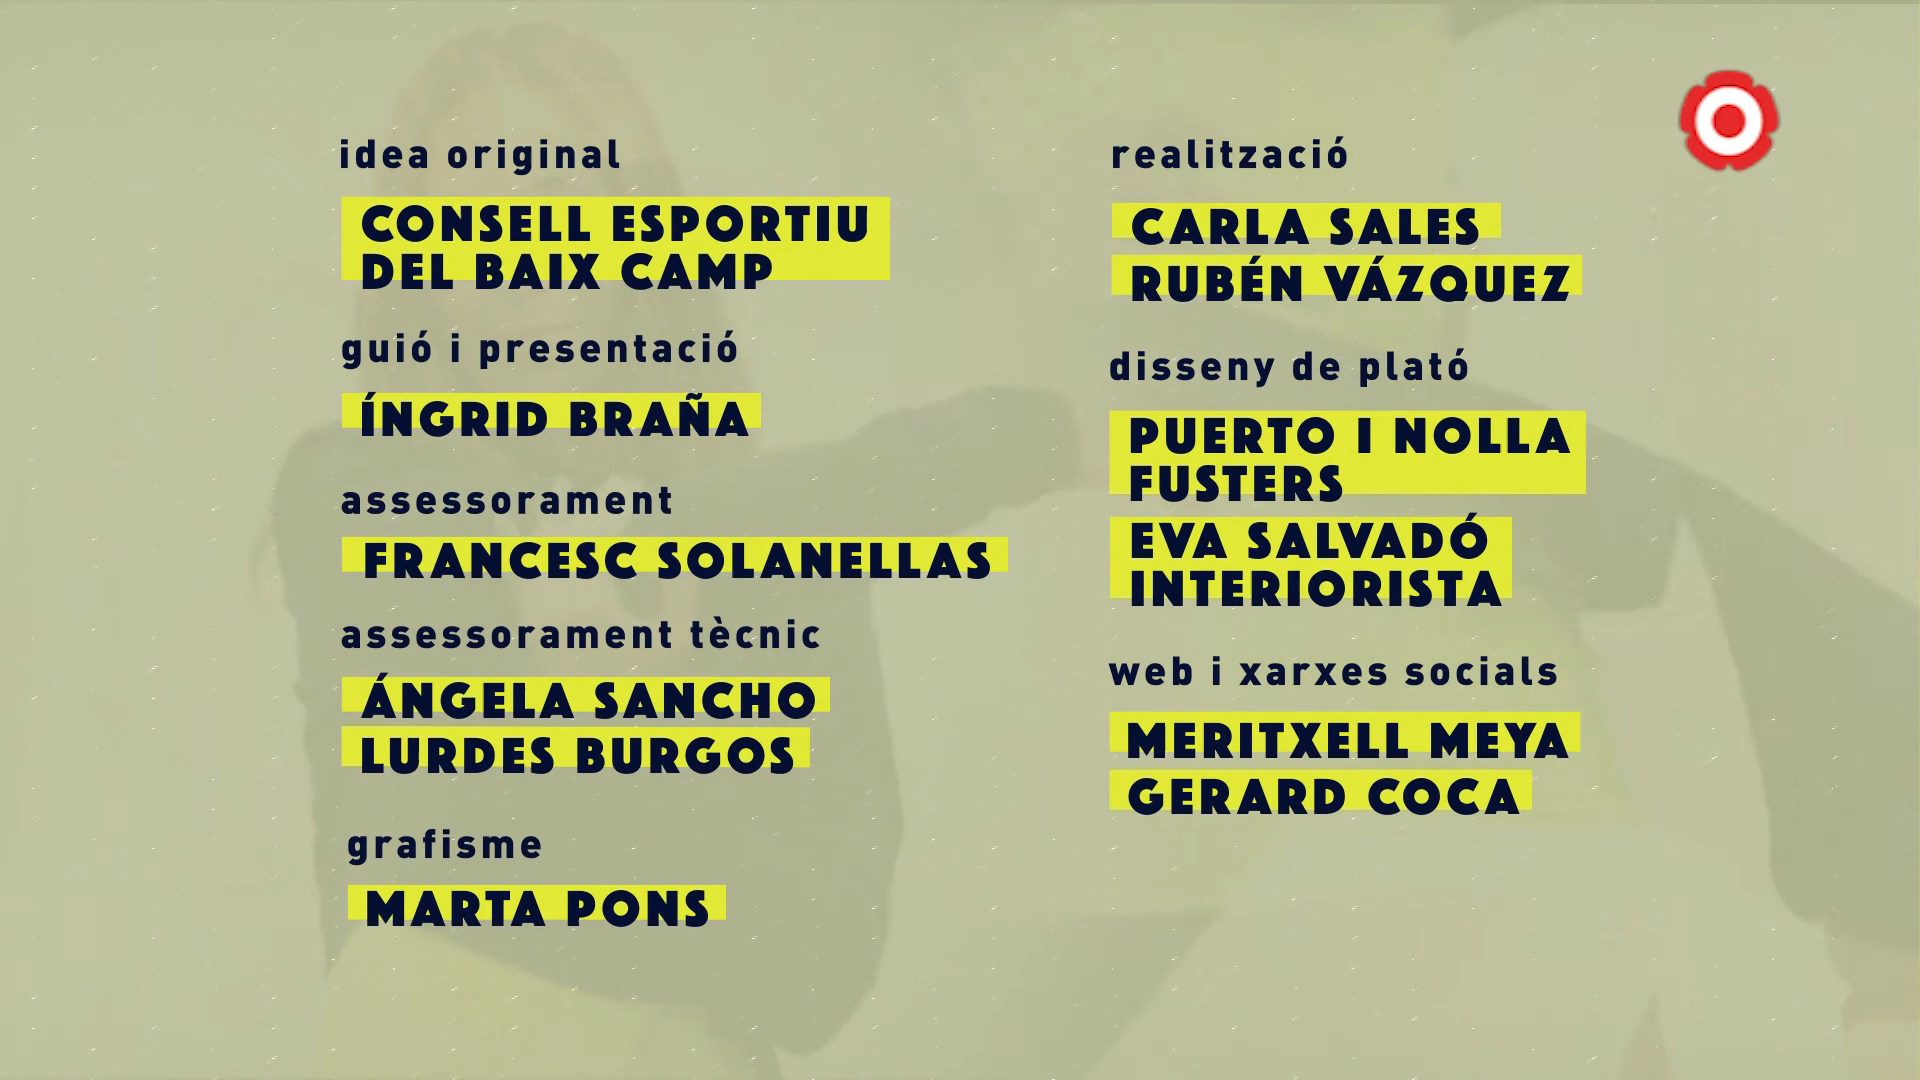 idea original
CONSELL ESPORTIU
DEL BAIX CAMP
guió i presentació
ÍNGRID BRAÑA
assessorament
FRANCESC SOLANELLAS
assessorament tècnic
ÁNGELA SANCHO
LURDES BURGOS
grafisme
MARTA PONS
realització
CARLA SALES
RUBÉN VÁZQUEZ
disseny de plató
PUERTO I NOLLA
FUSTERS
EVA SALVADÓ
INTERIORISTA
web i xarxes socials
MERITXELL MEYA
GERARD COCA